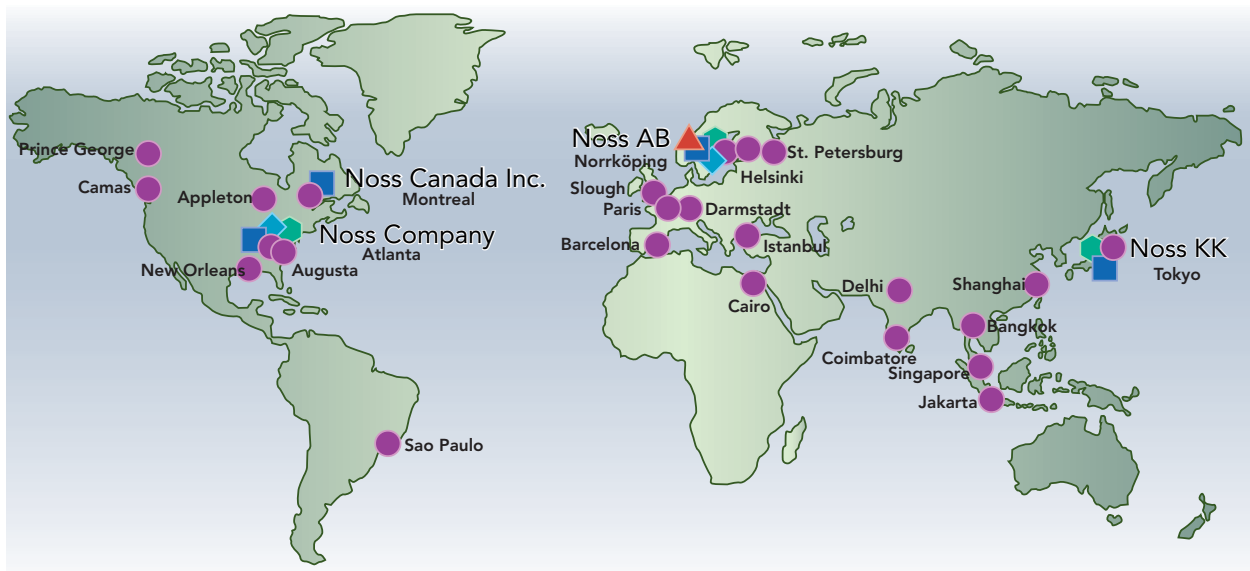 Prince George
Camas
Appleton
Noss Canada Inc.
Montreal
Noss Company
Atlanta
New Orleans
Augusta
Sao Paulo
Noss AB
Norrköping
St. Petersburg
Helsinki
Slough
Paris
Darmstadt
Barcelona
Istanbul
Cairo
Delhi
Shanghai
Noss KK
Tokyo
Bangkok
Coimbatore
Singapore
Jakarta